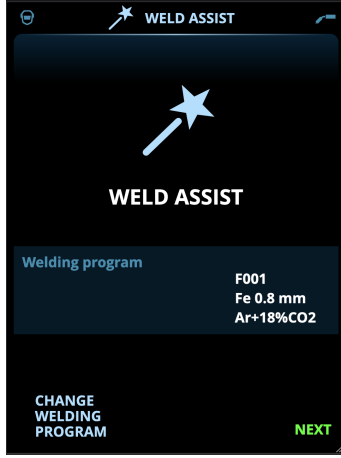 WELD ASSIST
WELD ASSIST
Welding program
F001
Fe 0.8 mm
Ar+18%CO2
CHANGE
WELDING
PROGRAM
NEXT